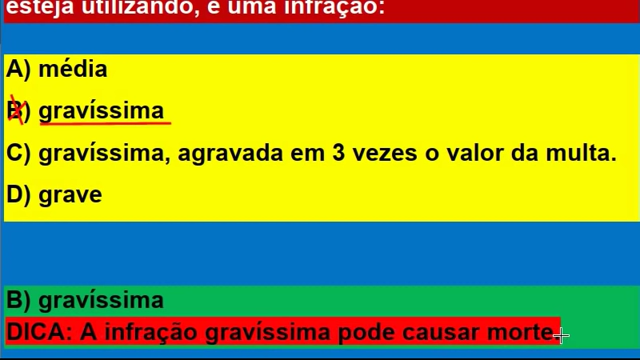 esteja utilizando, é uma infração:
A) média
B) gravíssima
C) gravíssima, agravada em 3 vezes o valor da multa.
D) grave
B) gravíssima
DICA: A infração gravíssima pode causar morte.